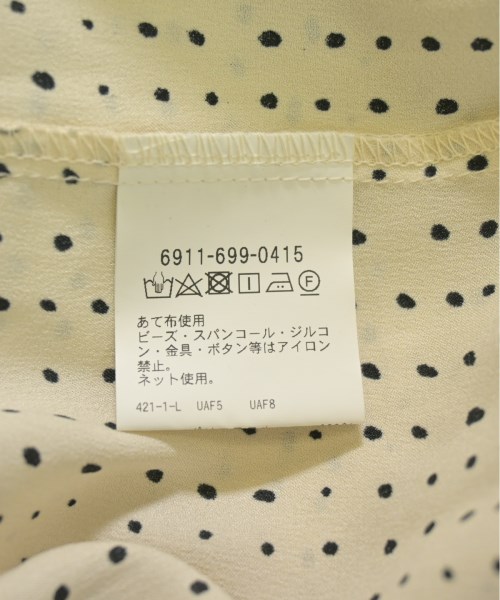 6911-699-0415
F
あて布使用
ビーズ・スパンコール・ジルコ
ン・金具・ボタン等はアイロン
禁止。
ネット使用。
421-1-L UAF5 UAF8